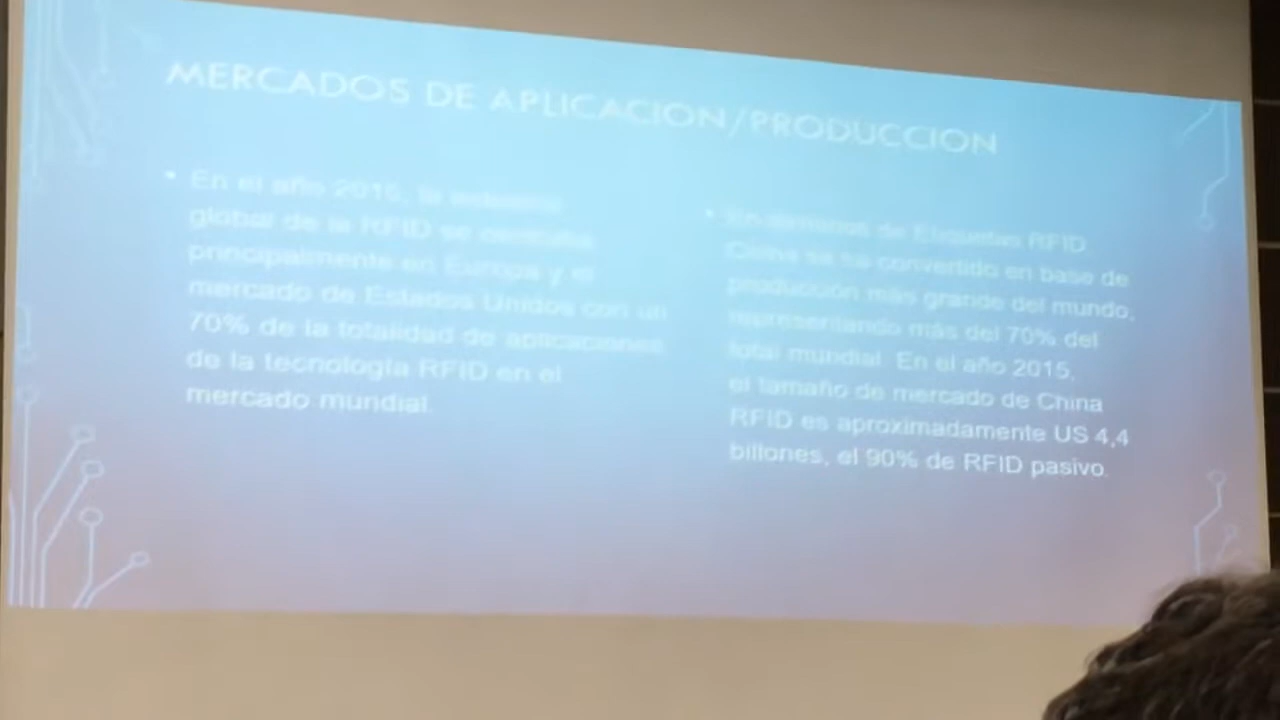 MERCADOS DE APLICACION/PRODUCCION
• En el año 2015, la industria
global de la RFID se
principalmente en Europa y el
mercado de Estados Unidos con un
70% de la totalidad de aplicaciones
de la tecnología RFID en el
mercado mundial.
• En términos de Etiquetas RFID
China se ha convertido en base de
producción más grande del mundo,
representando más del 70% del
total mundial. En el año 2015,
el tamaño de mercado de China
RFID es aproximadamente US 4,4
billones, el 90% de RFID pasivo.